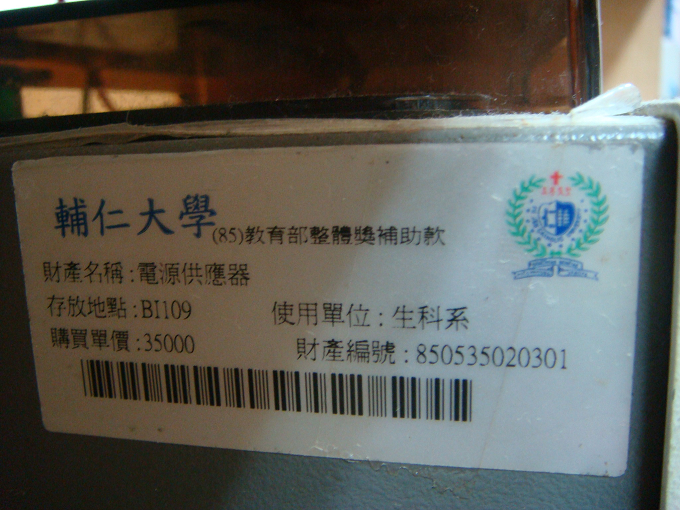 輔仁大學(85)教育部整體獎補助款
財產名稱:電源供應器
存放地點:BI109 使用單位:生科系
購買單價:35000 財產編號:850535020301